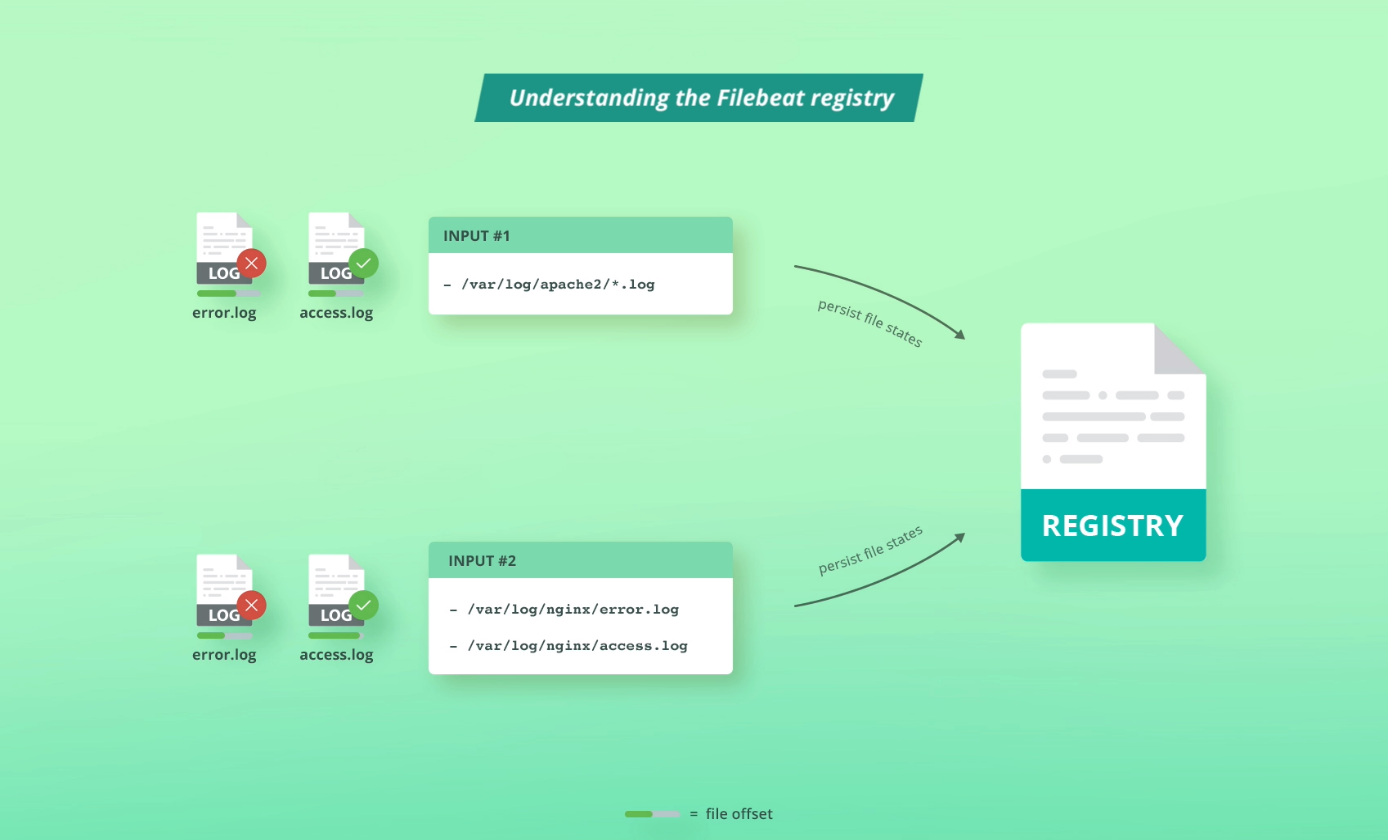 Understanding the Filebeat registry
LOG
LOG
error.log
access.log
INPUT #1
– /var/log/apache2/*.log
persist file states
REGISTRY
LOG
LOG
error.log
access.log
INPUT #2
– /var/log/nginx/error.log
– /var/log/nginx/access.log
persist file states
= file offset